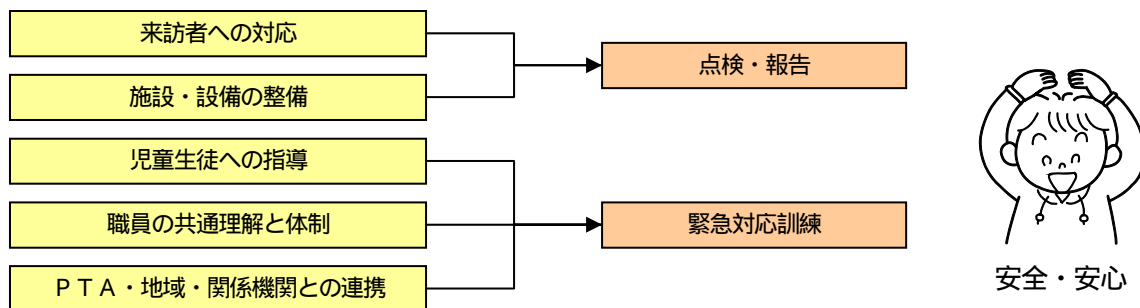 来訪者への対応
施設・設備の整備
点検・報告
児童生徒への指導
職員の共通理解と体制
ＰＴＡ・地域・関係機関との連携
緊急対応訓練
安全・安心